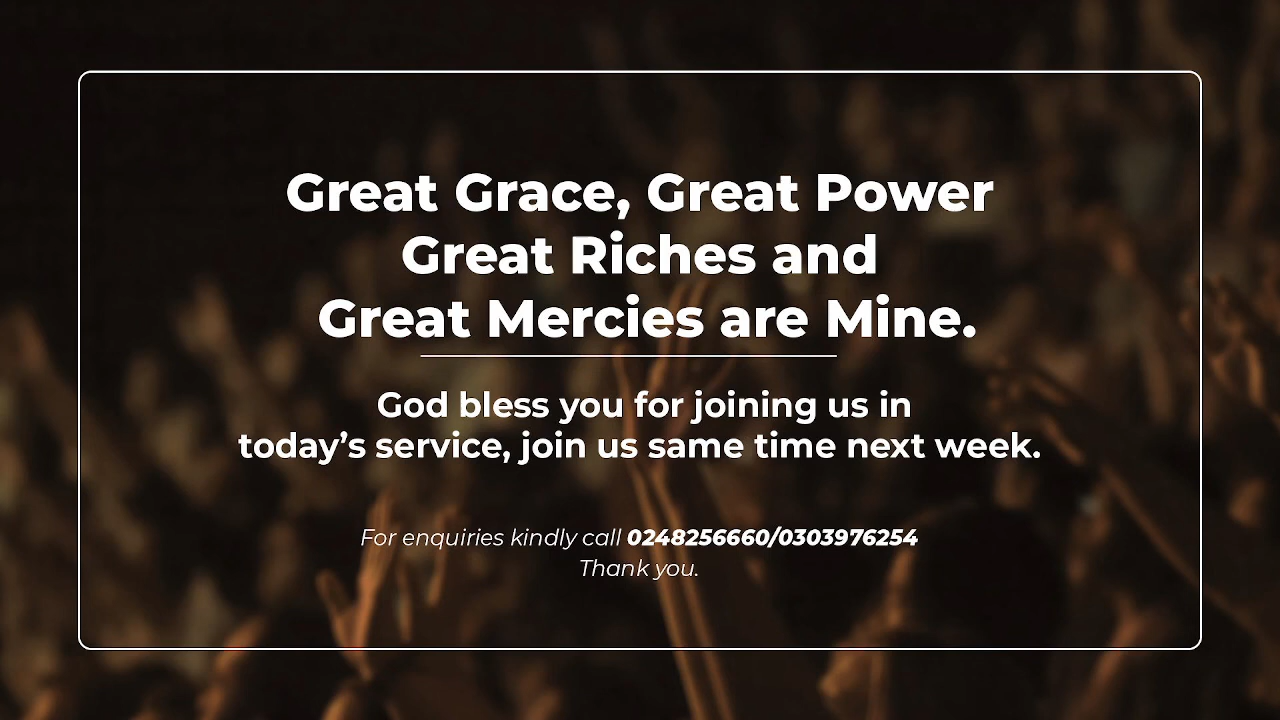 Great Grace, Great Power
Great Riches and
Great Mercies are Mine.
God bless you for joining us in
today’s service, join us same time next week.
For enquiries kindly call 0248256660/0303976254
Thank you.